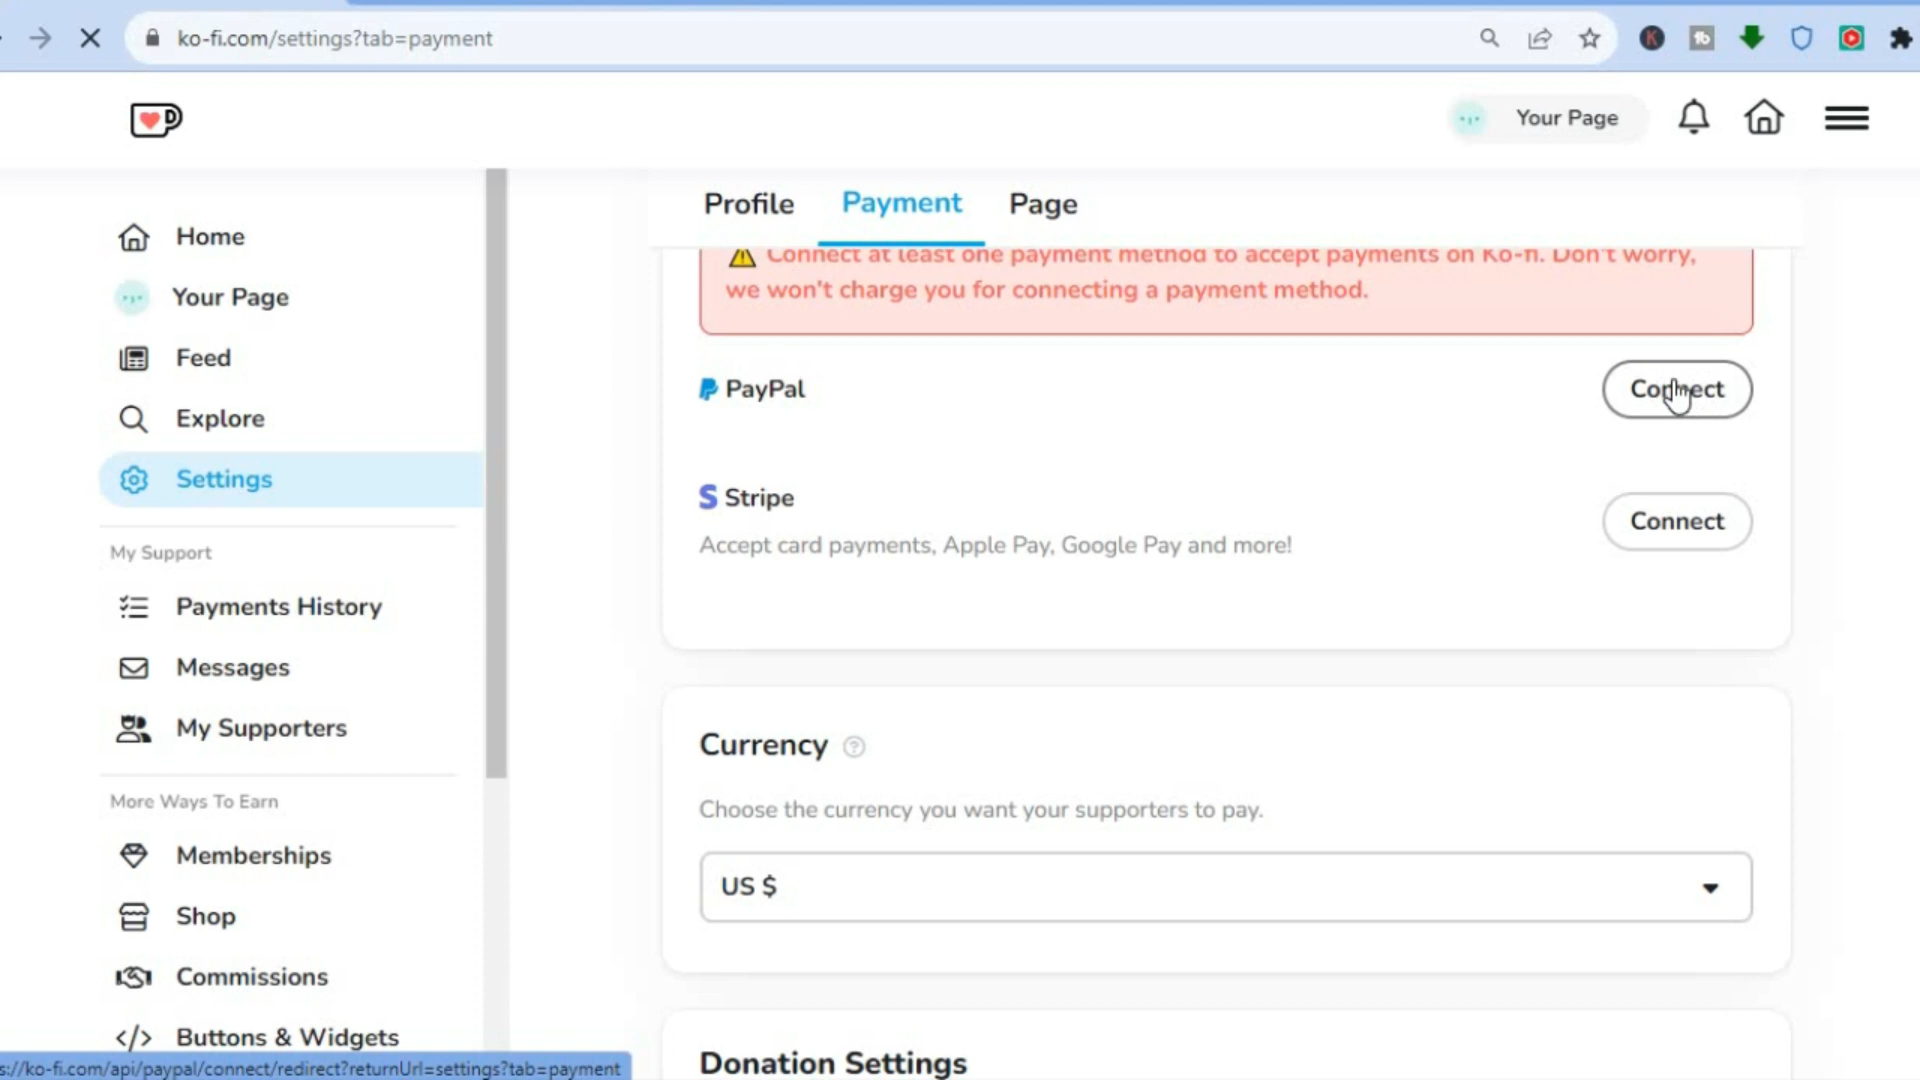 ko-fi.com/settings?tab=payment
Your Page
Home
Your Page
Feed
Explore
Settings
My Support
Payments History
Messages
My Supporters
More Ways To Earn
Memberships
Shop
Commissions
Buttons & Widgets
s://ko-fi.com/api/paypal/connect/redirect?returnUrl=settings?tab=payment
Profile Payment Page
Connect at least one payment method to accept payments on Ko-fi. Don't worry,
we won't charge you for connecting a payment method.
PayPal
Connect
Stripe
Accept card payments, Apple Pay, Google Pay and more!
Connect
Currency
Choose the currency you want your supporters to pay.
US $
Donation Settings